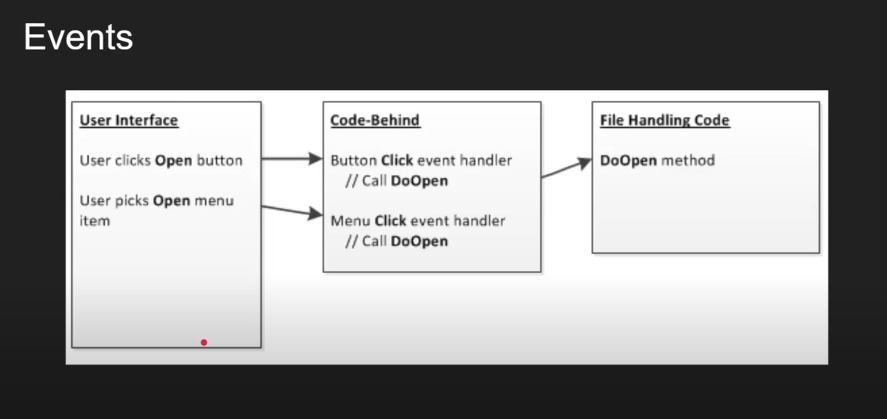 Events
User Interface
User clicks Open button
User picks Open menu
item
Code-Behind
Button Click event handler
// Call DoOpen
Menu Click event handler
// Call DoOpen
File Handling Code
DoOpen method